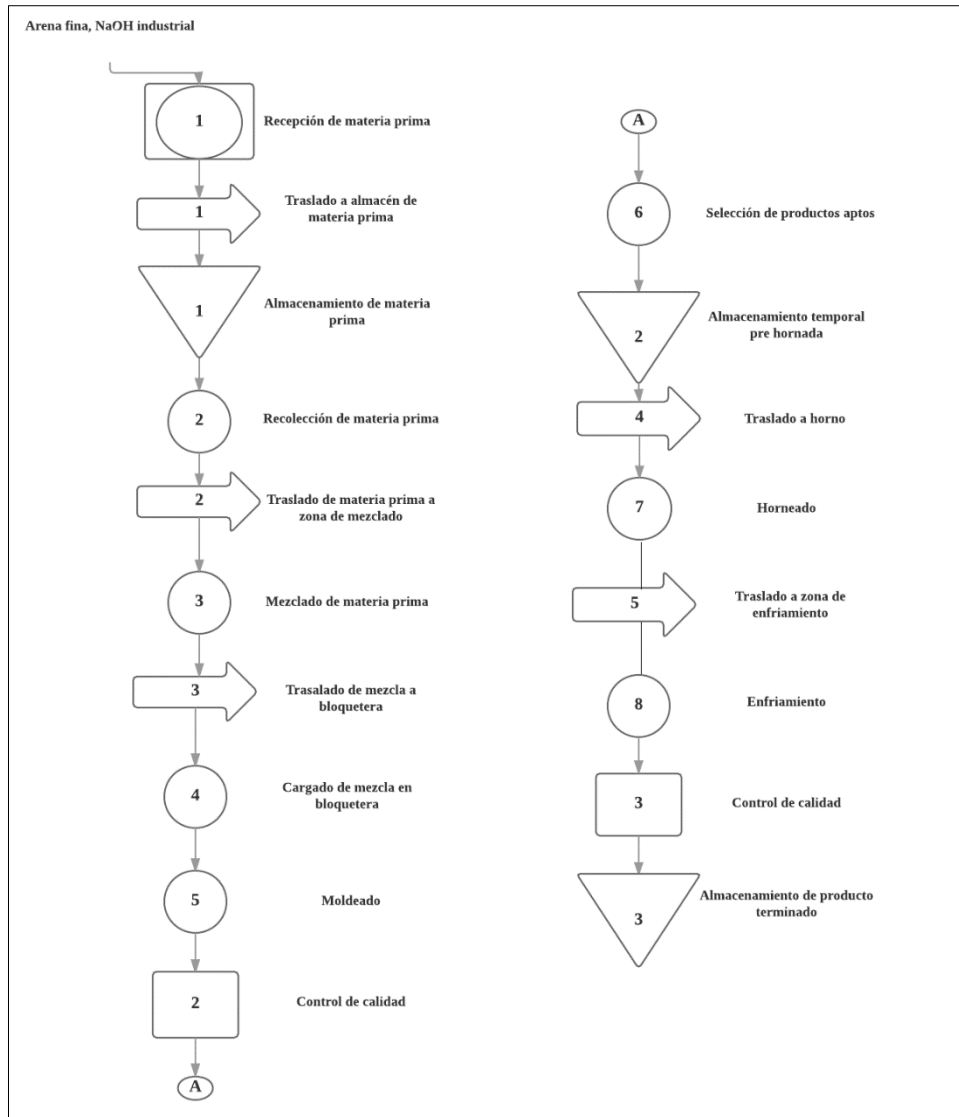 Arena fina, NaOH industrial
1
Recepción de materia prima
1
Traslado a almacén de
materia prima
1
Almacenamiento de materia
prima
2
Recolección de materia prima
2
Traslado de materia prima a
zona de mezclado
3
Mezclado de materia prima
3
Trasalado de mezcla a
bloquetera
4
Cargado de mezcla en
bloquetera
5
Moldeado
2
Control de calidad
A
A
6
Selección de productos aptos
2
Almacenamiento temporal
pre hornada
4
Traslado a horno
7
Horneado
5
Traslado a zona de
enfriamiento
8
Enfriamiento
3
Control de calidad
3
Almacenamiento de producto
terminado